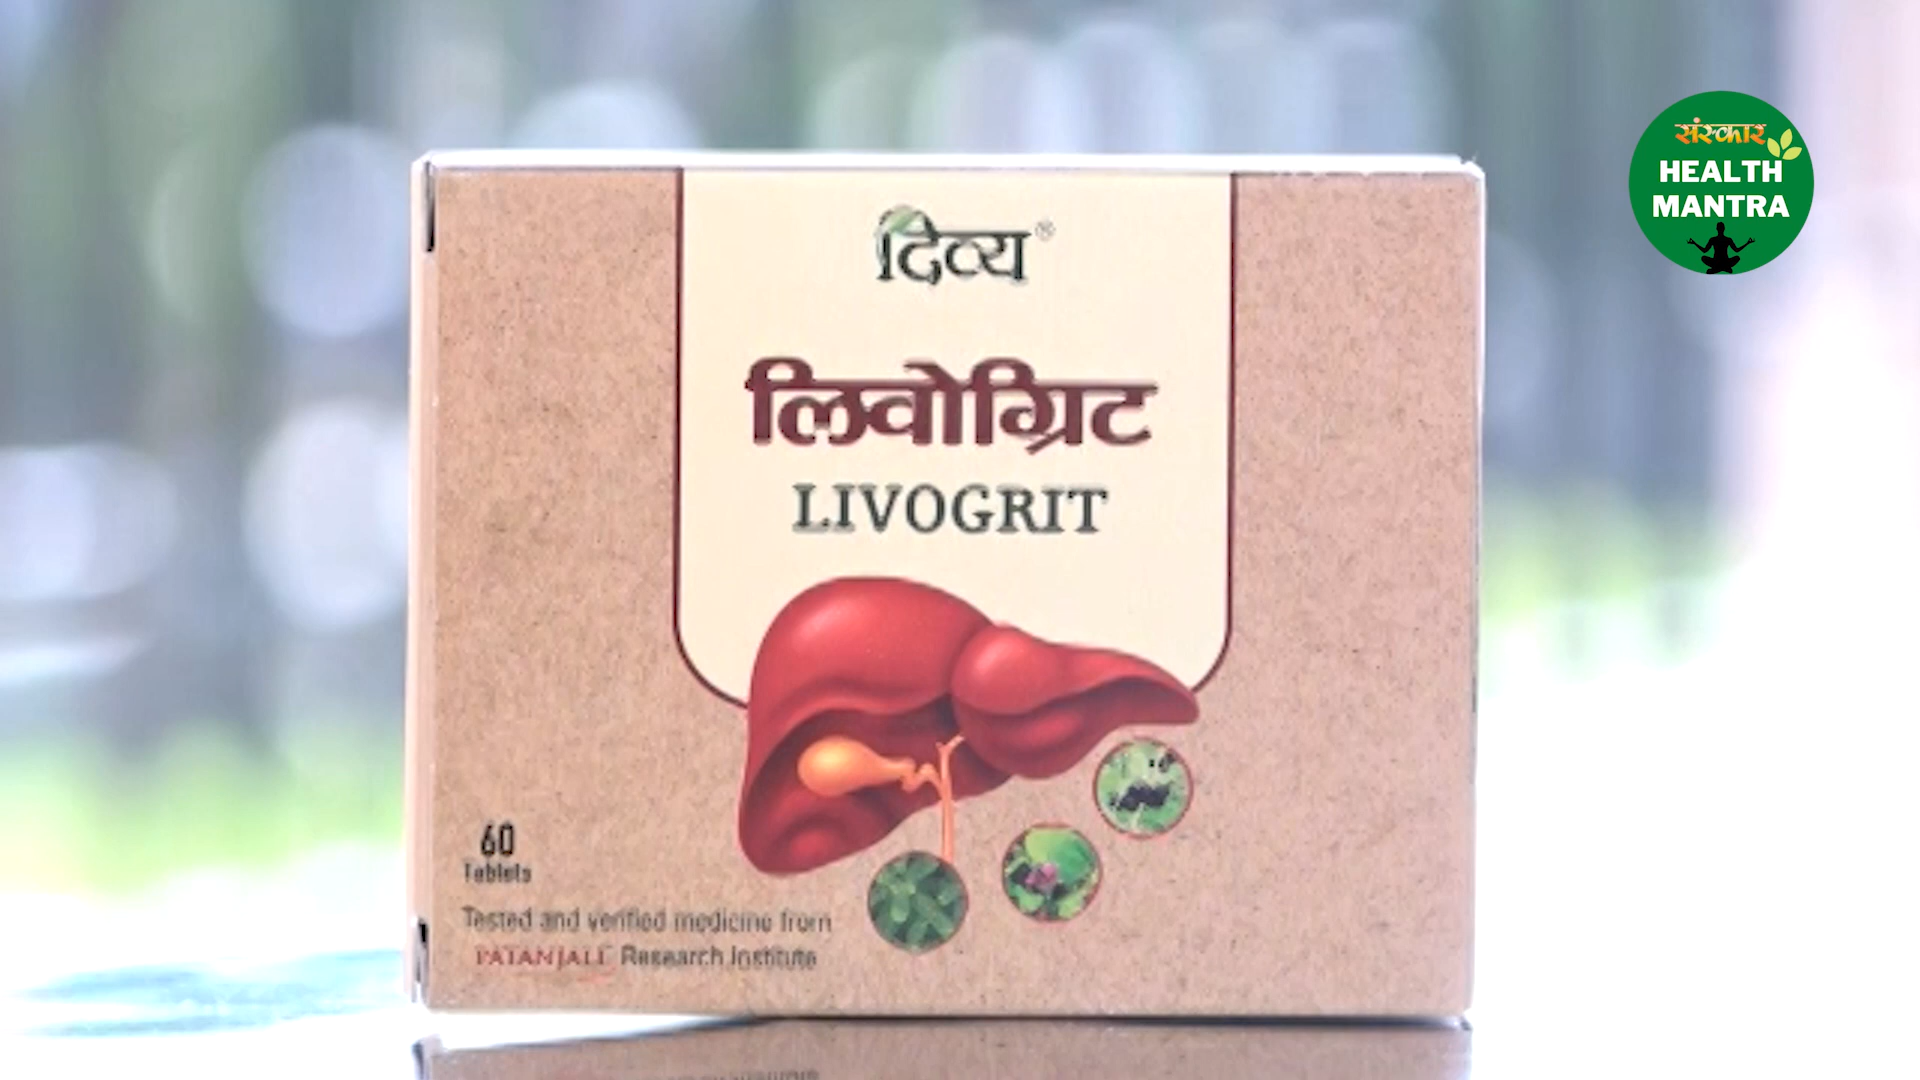 संस्कार
HEALTH
MANTRA
दिव्य®
लिवोग्रिट
LIVOGRIT
60
Tablets
Tested and verified medicine from
PATANJALI Research Institute